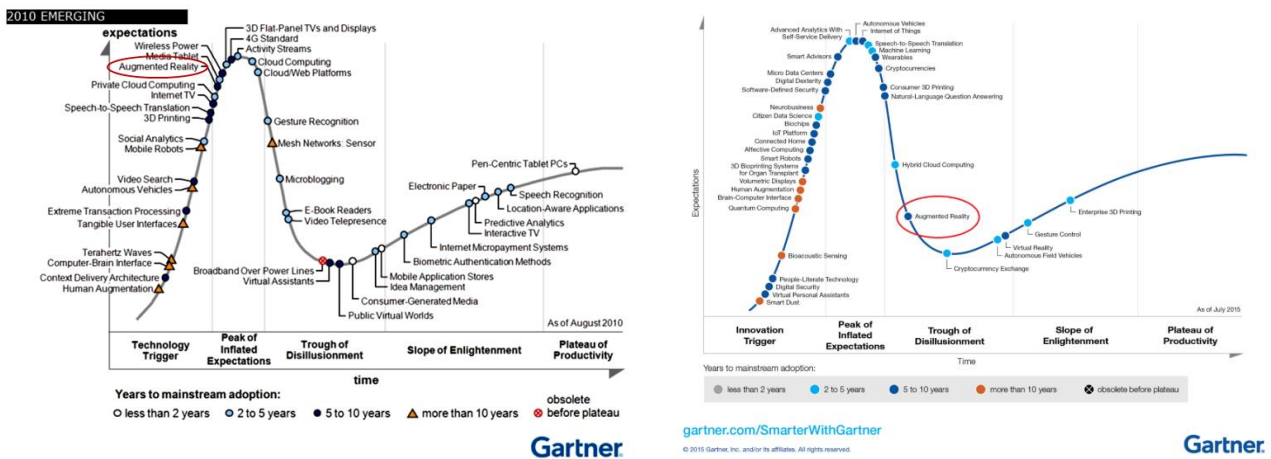 2010 EMERGING
expectations
3D Flat-Panel TVs and Displays
4G Standard
Activity Streams
Wireless Power
Media Tablet
Augmented Reality
Cloud Computing
Cloud/Web Platforms
Private Cloud Computing
Internet TV
Speech-to-Speech Translation
3D Printing
Gesture Recognition
Social Analytics
Mobile Robots
Mesh Networks: Sensor
Pen-Centric Tablet PCs
Video Search
Autonomous Vehicles
Microblogging
Electronic Paper
Speech Recognition
Location-Aware Applications
Extreme Transaction Processing
Tangible User Interfaces
E-Book Readers
Video Telepresence
Predictive Analytics
Interactive TV
Internet Micropayment Systems
Terahertz Waves
Computer-Brain Interface
Context Delivery Architecture
Human Augmentation
Broadband Over Power Lines
Virtual Assistants
Biometric Authentication Methods
Mobile Application Stores
Idea Management
Consumer-Generated Media
Public Virtual Worlds
As of August 2010
Technology
Trigger
Peak of
Inflated
Expectations
Trough of
Disillusionment
Slope of Enlightenment
Plateau of
Productivity
time
Years to mainstream adoption:
less than 2 years
2 to 5 years
5 to 10 years
more than 10 years
obsolete
before plateau
Gartner.
Expectations
Autonomous Vehicles
Internet of Things
Advanced Analytics With
Self-Service Delivery
Speech-to-Speech Translation
Machine Learning
Wearables
Smart Advisors
Cryptocurrencies
Micro Data Centers
Digital Dexterity
Software-Defined Security
Consumer 3D Printing
Natural-Language Question Answering
Neurobusiness
Citizen Data Science
Biochips
IoT Platform
Connected Home
Affective Computing
Smart Robots
3D Bioprinting Systems
for Organ Transplant
Volumetric Displays
Human Augmentation
Brain-Computer Interface
Quantum Computing
Hybrid Cloud Computing
Augmented Reality
Enterprise 3D Printing
Gesture Control
Virtual Reality
Autonomous Field Vehicles
Cryptocurrency Exchange
Bioacoustic Sensing
People-Literate Technology
Digital Security
Virtual Personal Assistants
Smart Dust
As of July 2015
Innovation
Trigger
Peak of
Inflated
Expectations
Trough of
Disillusionment
Slope of
Enlightenment
Plateau of
Productivity
Time
Years to mainstream adoption:
less than 2 years
2 to 5 years
5 to 10 years
more than 10 years
obsolete before plateau
gartner.com/SmarterWithGartner
© 2015 Gartner, Inc. and/or its affiliates. All rights reserved.
Gartner.